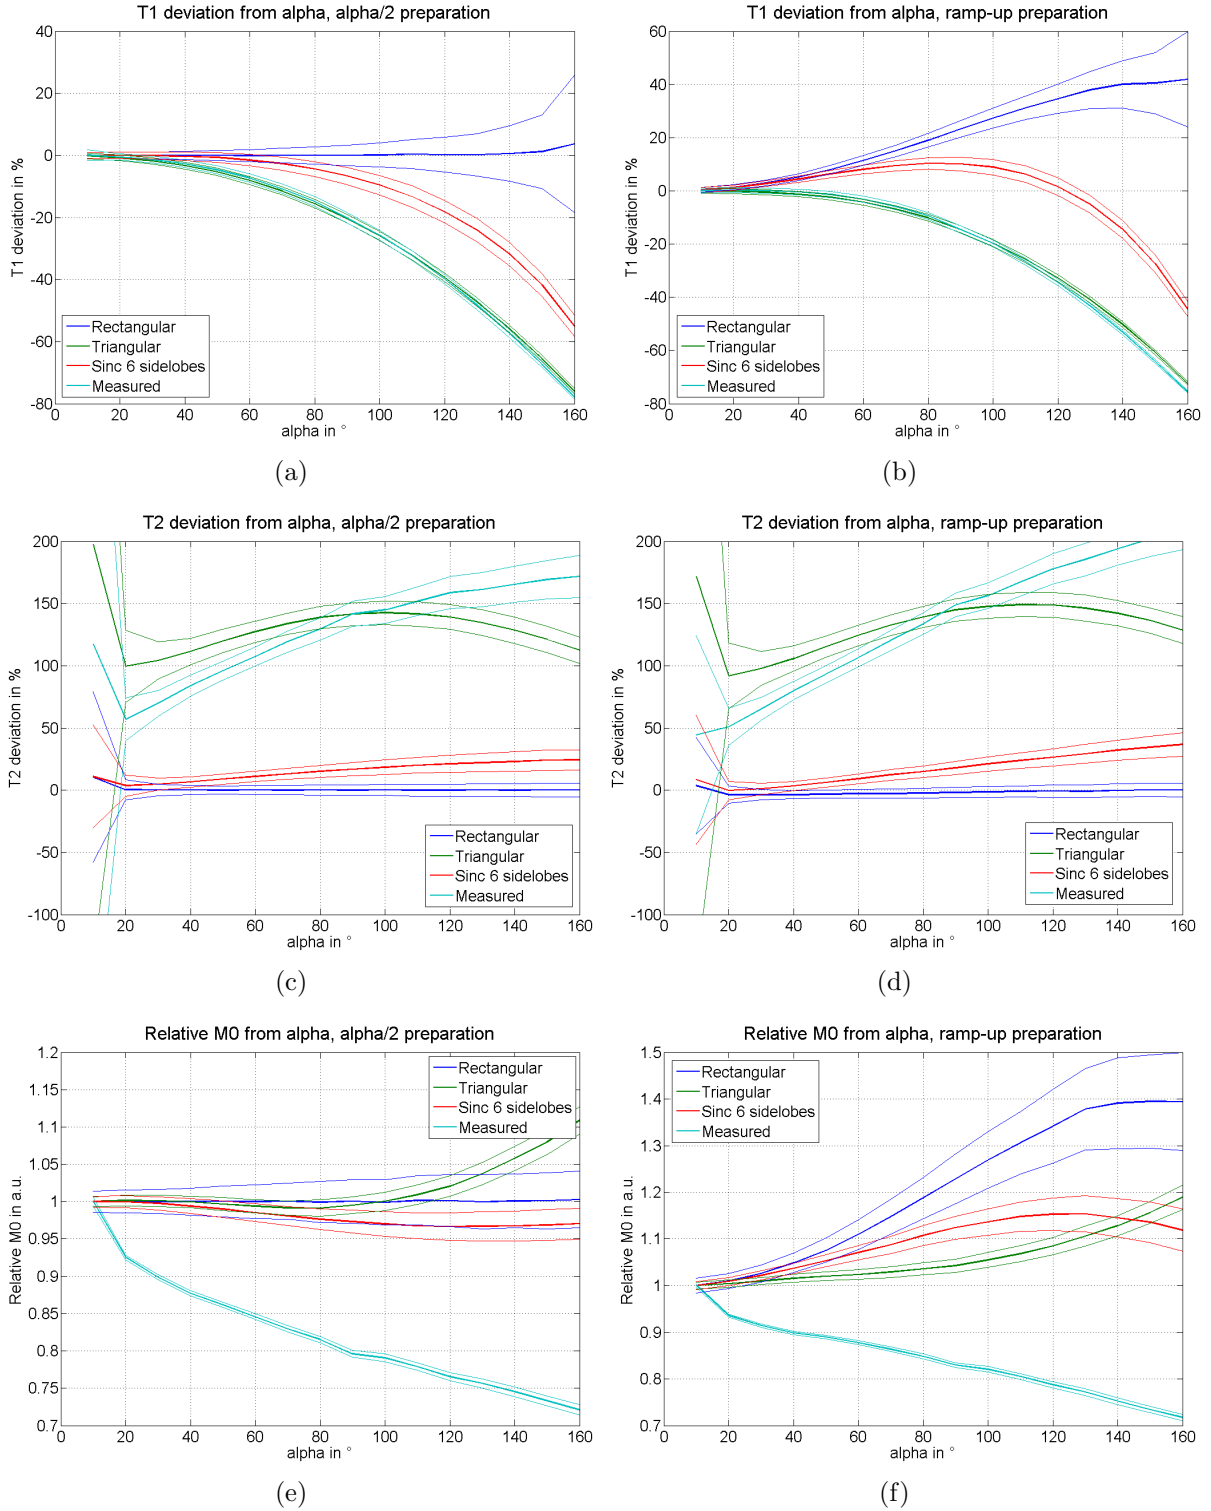 T1 deviation from alpha, alpha/2 preparation
40
20
0
-20
-40
-60
-80
T1 deviation in %
Rectangular
Triangular
Sinc 6 sidelobes
Measured
0 20 40 60 80 100 120 140 160
alpha in °
(a)
T1 deviation from alpha, ramp-up preparation
60
40
20
0
-20
-40
-60
-80
T1 deviation in %
Rectangular
Triangular
Sinc 6 sidelobes
Measured
0 20 40 60 80 100 120 140 160
alpha in °
(b)
T2 deviation from alpha, alpha/2 preparation
200
150
100
50
0
-50
-100
T2 deviation in %
Rectangular
Triangular
Sinc 6 sidelobes
Measured
0 20 40 60 80 100 120 140 160
alpha in °
(c)
T2 deviation from alpha, ramp-up preparation
200
150
100
50
0
-50
-100
T2 deviation in %
Rectangular
Triangular
Sinc 6 sidelobes
Measured
0 20 40 60 80 100 120 140 160
alpha in °
(d)
Relative M0 from alpha, alpha/2 preparation
1.2
1.15
1.1
1.05
1
0.95
0.9
0.85
0.8
0.75
0.7
Relative M0 in a.u.
Rectangular
Triangular
Sinc 6 sidelobes
Measured
0 20 40 60 80 100 120 140 160
alpha in °
(e)
Relative M0 from alpha, ramp-up preparation
1.5
1.4
1.3
1.2
1.1
1
0.9
0.8
0.7
Relative M0 in a.u.
Rectangular
Triangular
Sinc 6 sidelobes
Measured
0 20 40 60 80 100 120 140 160
alpha in °
(f)